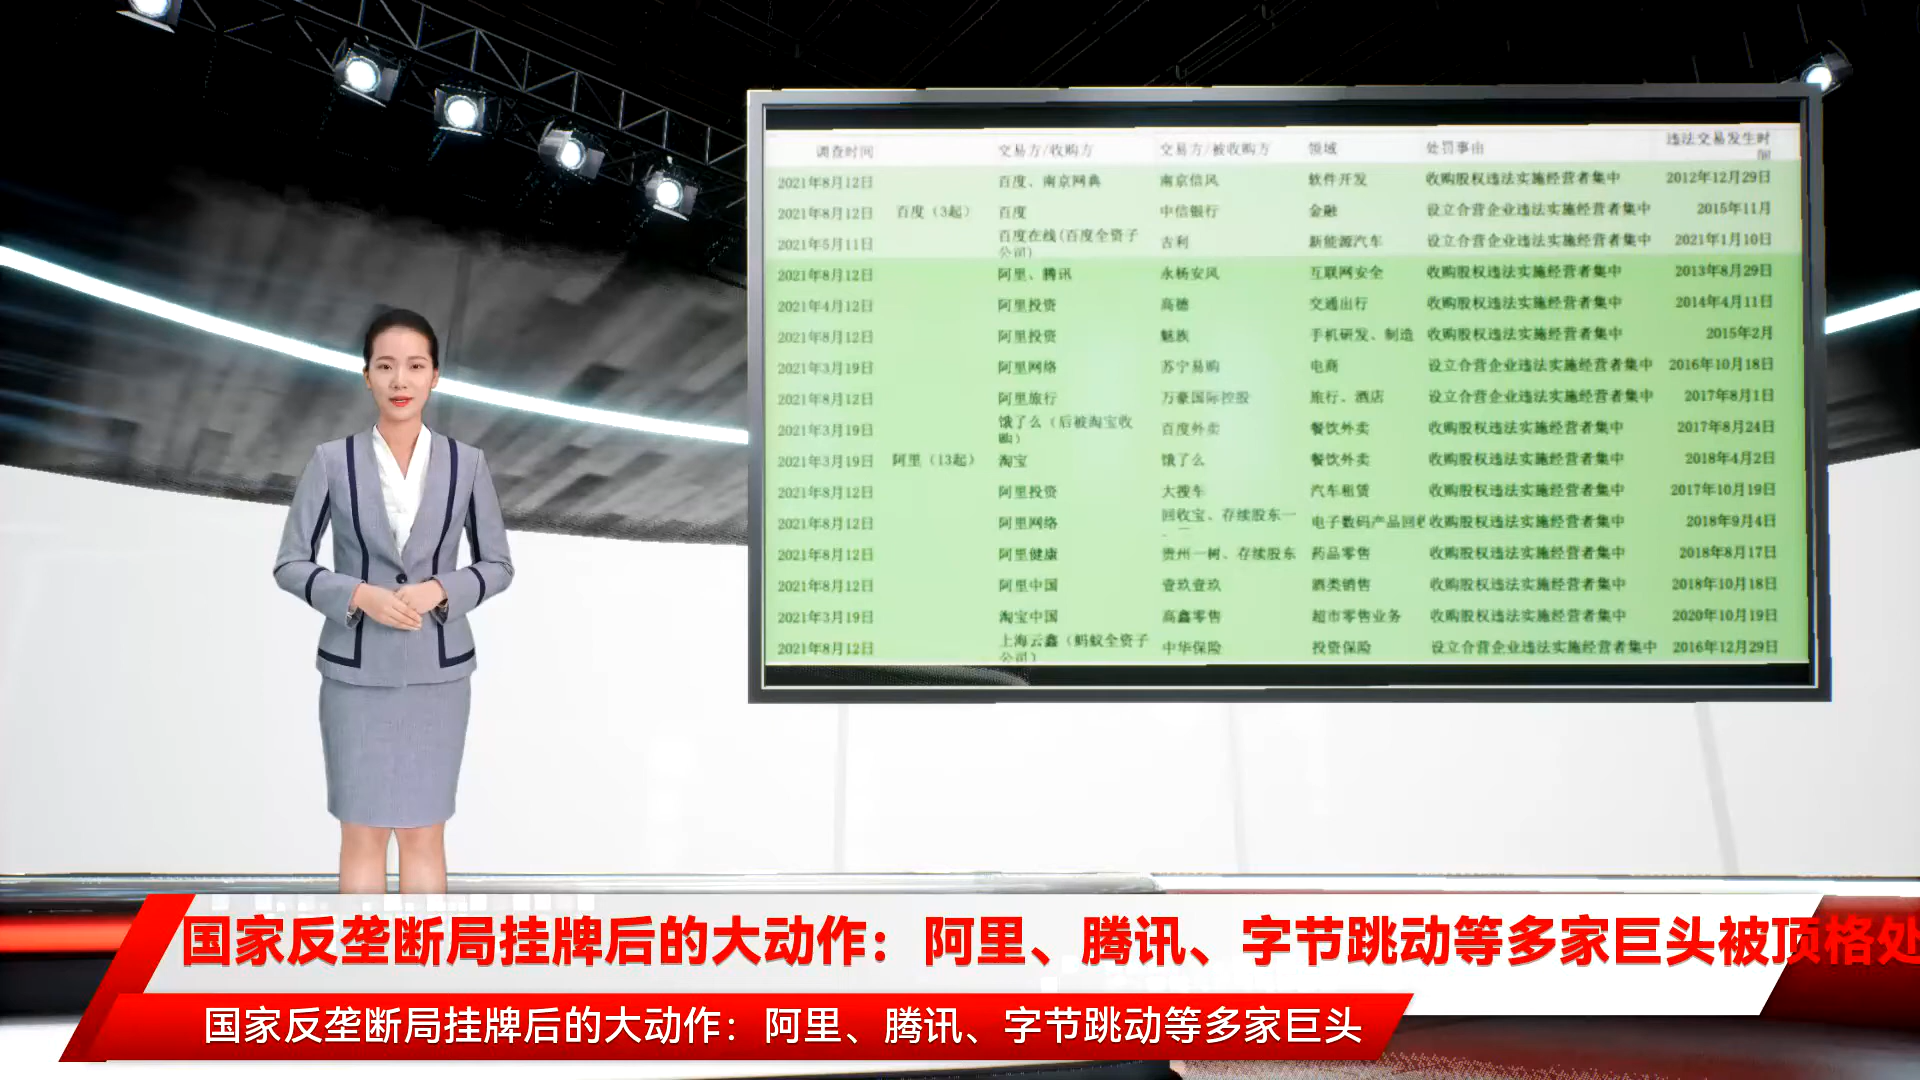 调查时间 交易方/收购方 交易方/被收购方 领域 处罚事由 违法交易发生时间
2021年8月12日 百度、南京网典 南京信风 软件开发 收购股权违法实施经营者集中 2012年12月29日
2021年8月12日 百度（3起） 百度 中信银行 金融 设立合营企业违法实施经营者集中 2015年11月
2021年5月11日 百度在线(百度全资子公司) 吉利 新能源汽车 设立合营企业违法实施经营者集中 2021年1月10日
2021年8月12日 阿里、腾讯 永杨安风 互联网安全 收购股权违法实施经营者集中 2013年8月29日
2021年4月12日 阿里投资 高德 交通出行 收购股权违法实施经营者集中 2014年4月11日
2021年8月12日 阿里投资 魅族 手机研发、制造 收购股权违法实施经营者集中 2015年2月
2021年3月19日 阿里网络 苏宁易购 电商 设立合营企业违法实施经营者集中 2016年10月18日
2021年8月12日 阿里旅行 万豪国际控股 旅行、酒店 设立合营企业违法实施经营者集中 2017年8月1日
2021年3月19日 饿了么（后被淘宝收购） 百度外卖 餐饮外卖 收购股权违法实施经营者集中 2017年8月24日
2021年3月19日 阿里（13起） 淘宝 饿了么 餐饮外卖 收购股权违法实施经营者集中 2018年4月2日
2021年8月12日 阿里投资 大搜车 汽车租赁 收购股权违法实施经营者集中 2017年10月19日
2021年8月12日 阿里网络 回收宝、存续股东一 电子数码产品回收 收购股权违法实施经营者集中 2018年9月4日
2021年8月12日 阿里健康 贵州一树、存续股东 药品零售 收购股权违法实施经营者集中 2018年8月17日
2021年8月12日 阿里中国 壹玖壹玖 酒类销售 收购股权违法实施经营者集中 2018年10月18日
2021年3月19日 淘宝中国 高鑫零售 超市零售业务 收购股权违法实施经营者集中 2020年10月19日
2021年8月12日 上海云鑫（蚂蚁全资子公司） 中华保险 投资保险 设立合营企业违法实施经营者集中 2016年12月29日
国家反垄断局挂牌后的大动作：阿里、腾讯、字节跳动等多家巨头被顶格处
国家反垄断局挂牌后的大动作：阿里、腾讯、字节跳动等多家巨头